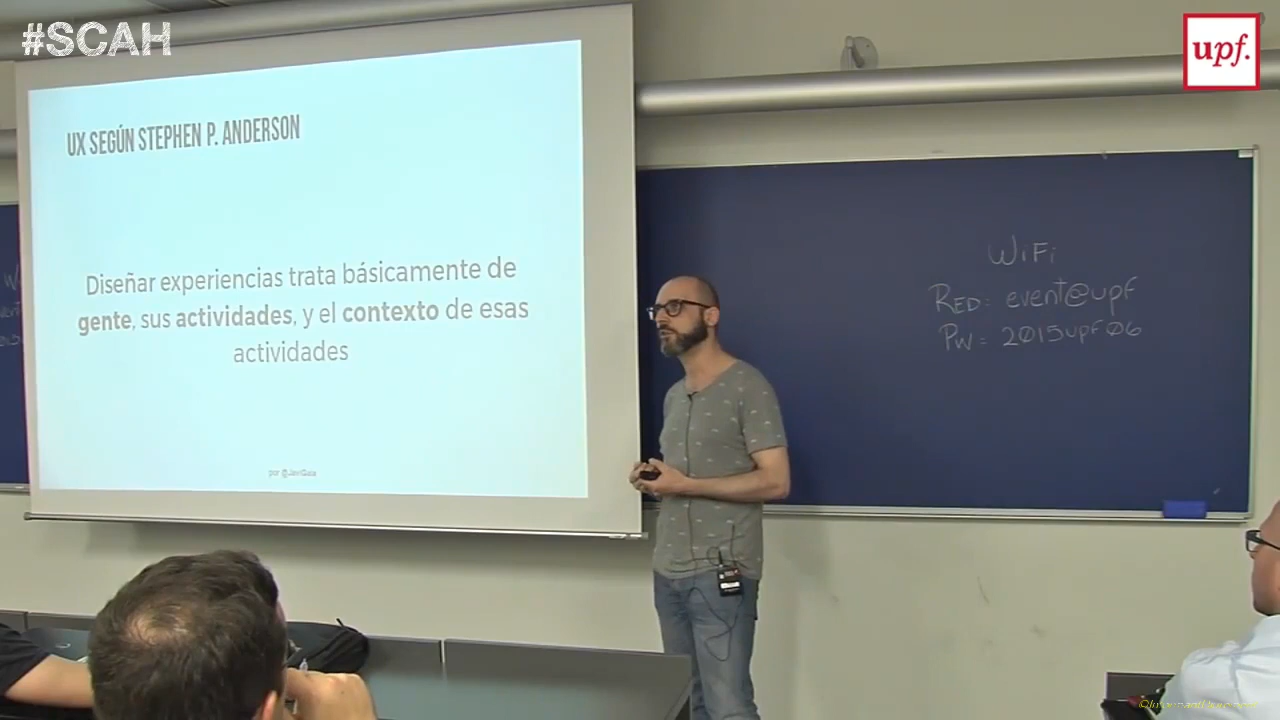 #SCAH
upf.
UX SEGÚN STEPHEN P. ANDERSON
Diseñar experiencias trata básicamente de
gente, sus actividades, y el contexto de esas
actividades
WiFi
RED: event@upf
PW = 2015upf06